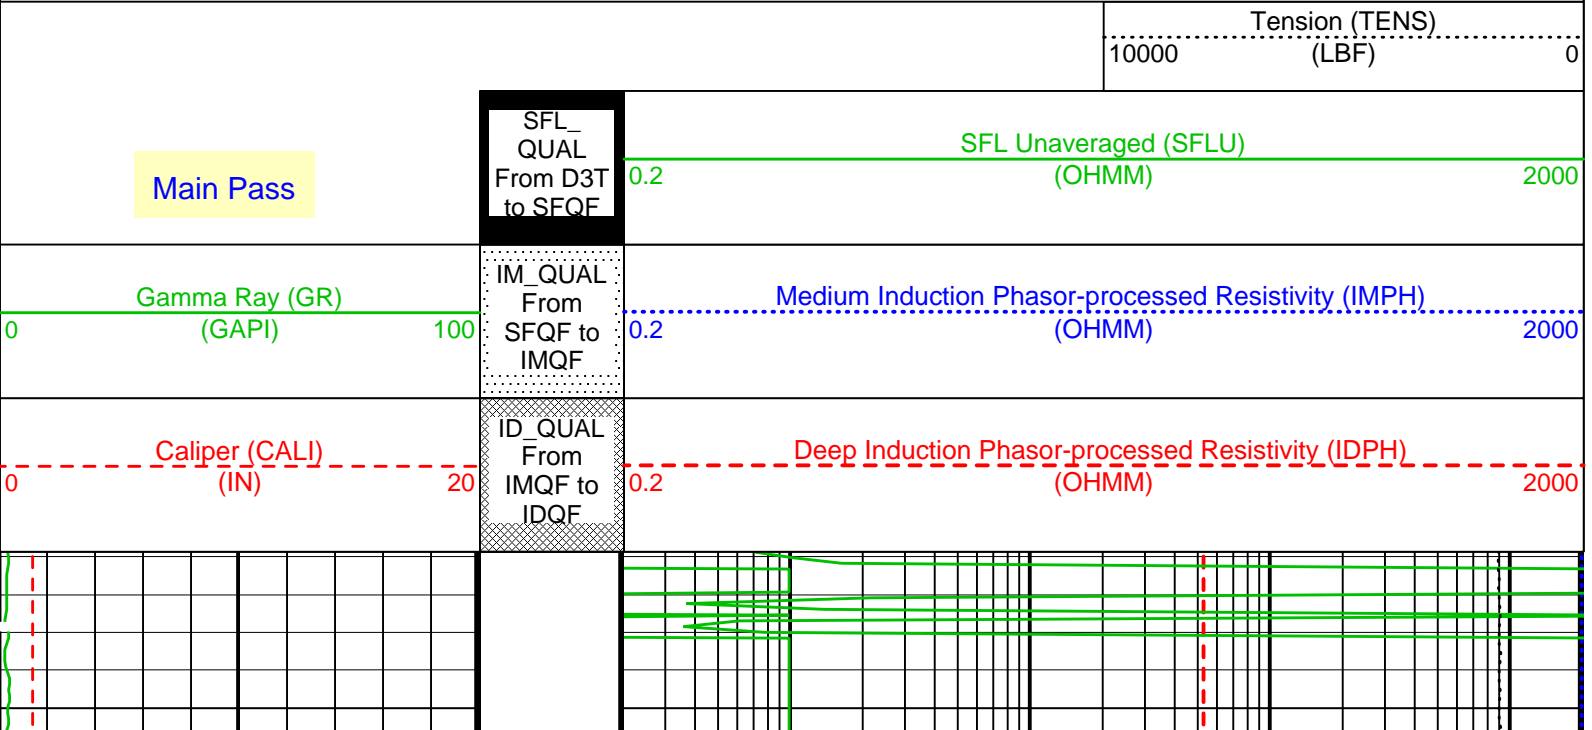 Tension (TENS)
10000 (LBF) 0
SFL_
QUAL
From D3T
to SFQF
SFL Unaveraged (SFLU)
0.2 (OHMM) 2000
Main Pass
Gamma Ray (GR)
0 (GAPI) 100
IM_QUAL
From
SFQF to
IMQF
Medium Induction Phasor-processed Resistivity (IMPH)
0.2 (OHMM) 2000
Caliper (CALI)
0 (IN) 20
ID_QUAL
From
IMQF to
IDQF
Deep Induction Phasor-processed Resistivity (IDPH)
0.2 (OHMM) 2000